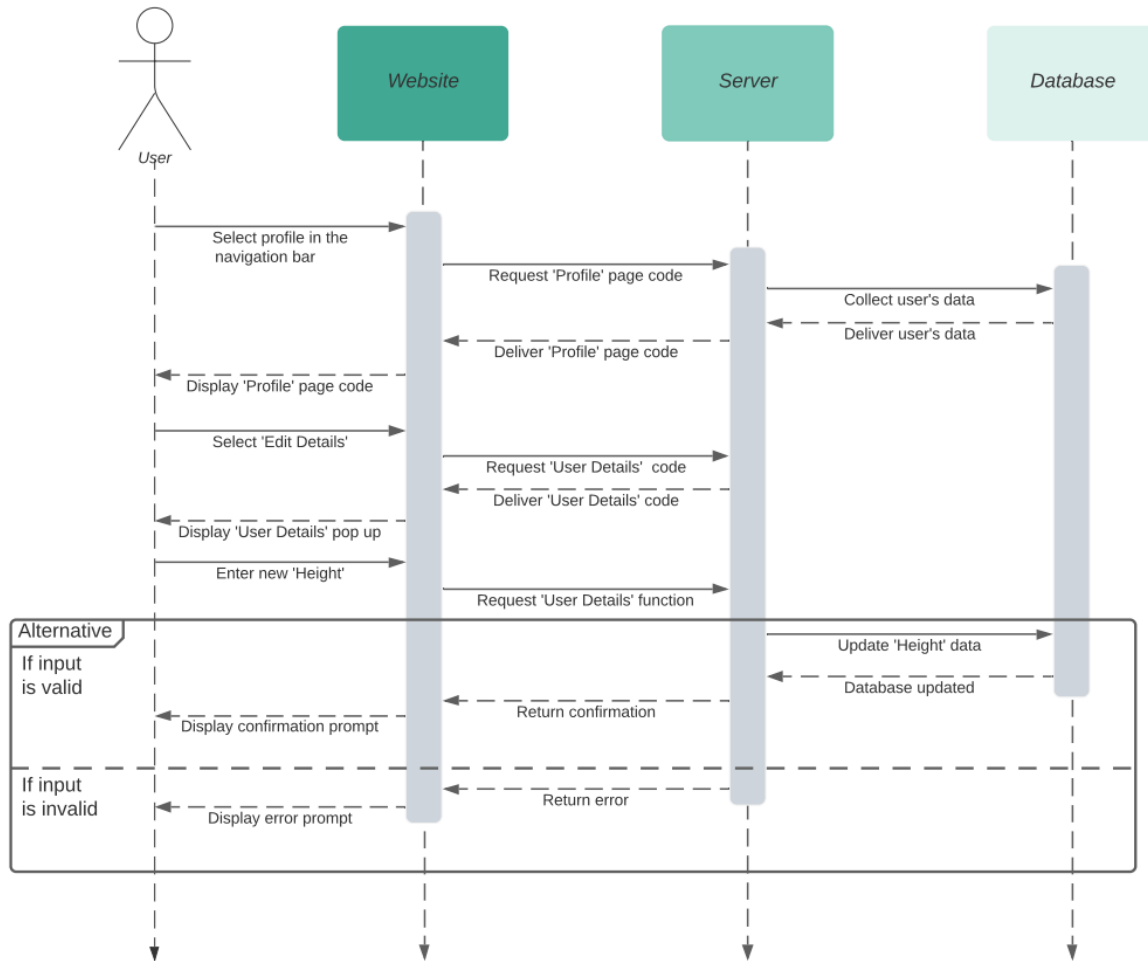 User
Website
Server
Database
Select profile in the
navigation bar
Request 'Profile' page code
Collect user's data
Deliver user's data
Deliver 'Profile' page code
Display 'Profile' page code
Select 'Edit Details'
Request 'User Details'  code
Deliver 'User Details' code
Display 'User Details' pop up
Enter new 'Height'
Request 'User Details' function
Alternative
If input
is valid
Update 'Height' data
Database updated
Return confirmation
Display confirmation prompt
If input
is invalid
Return error
Display error prompt